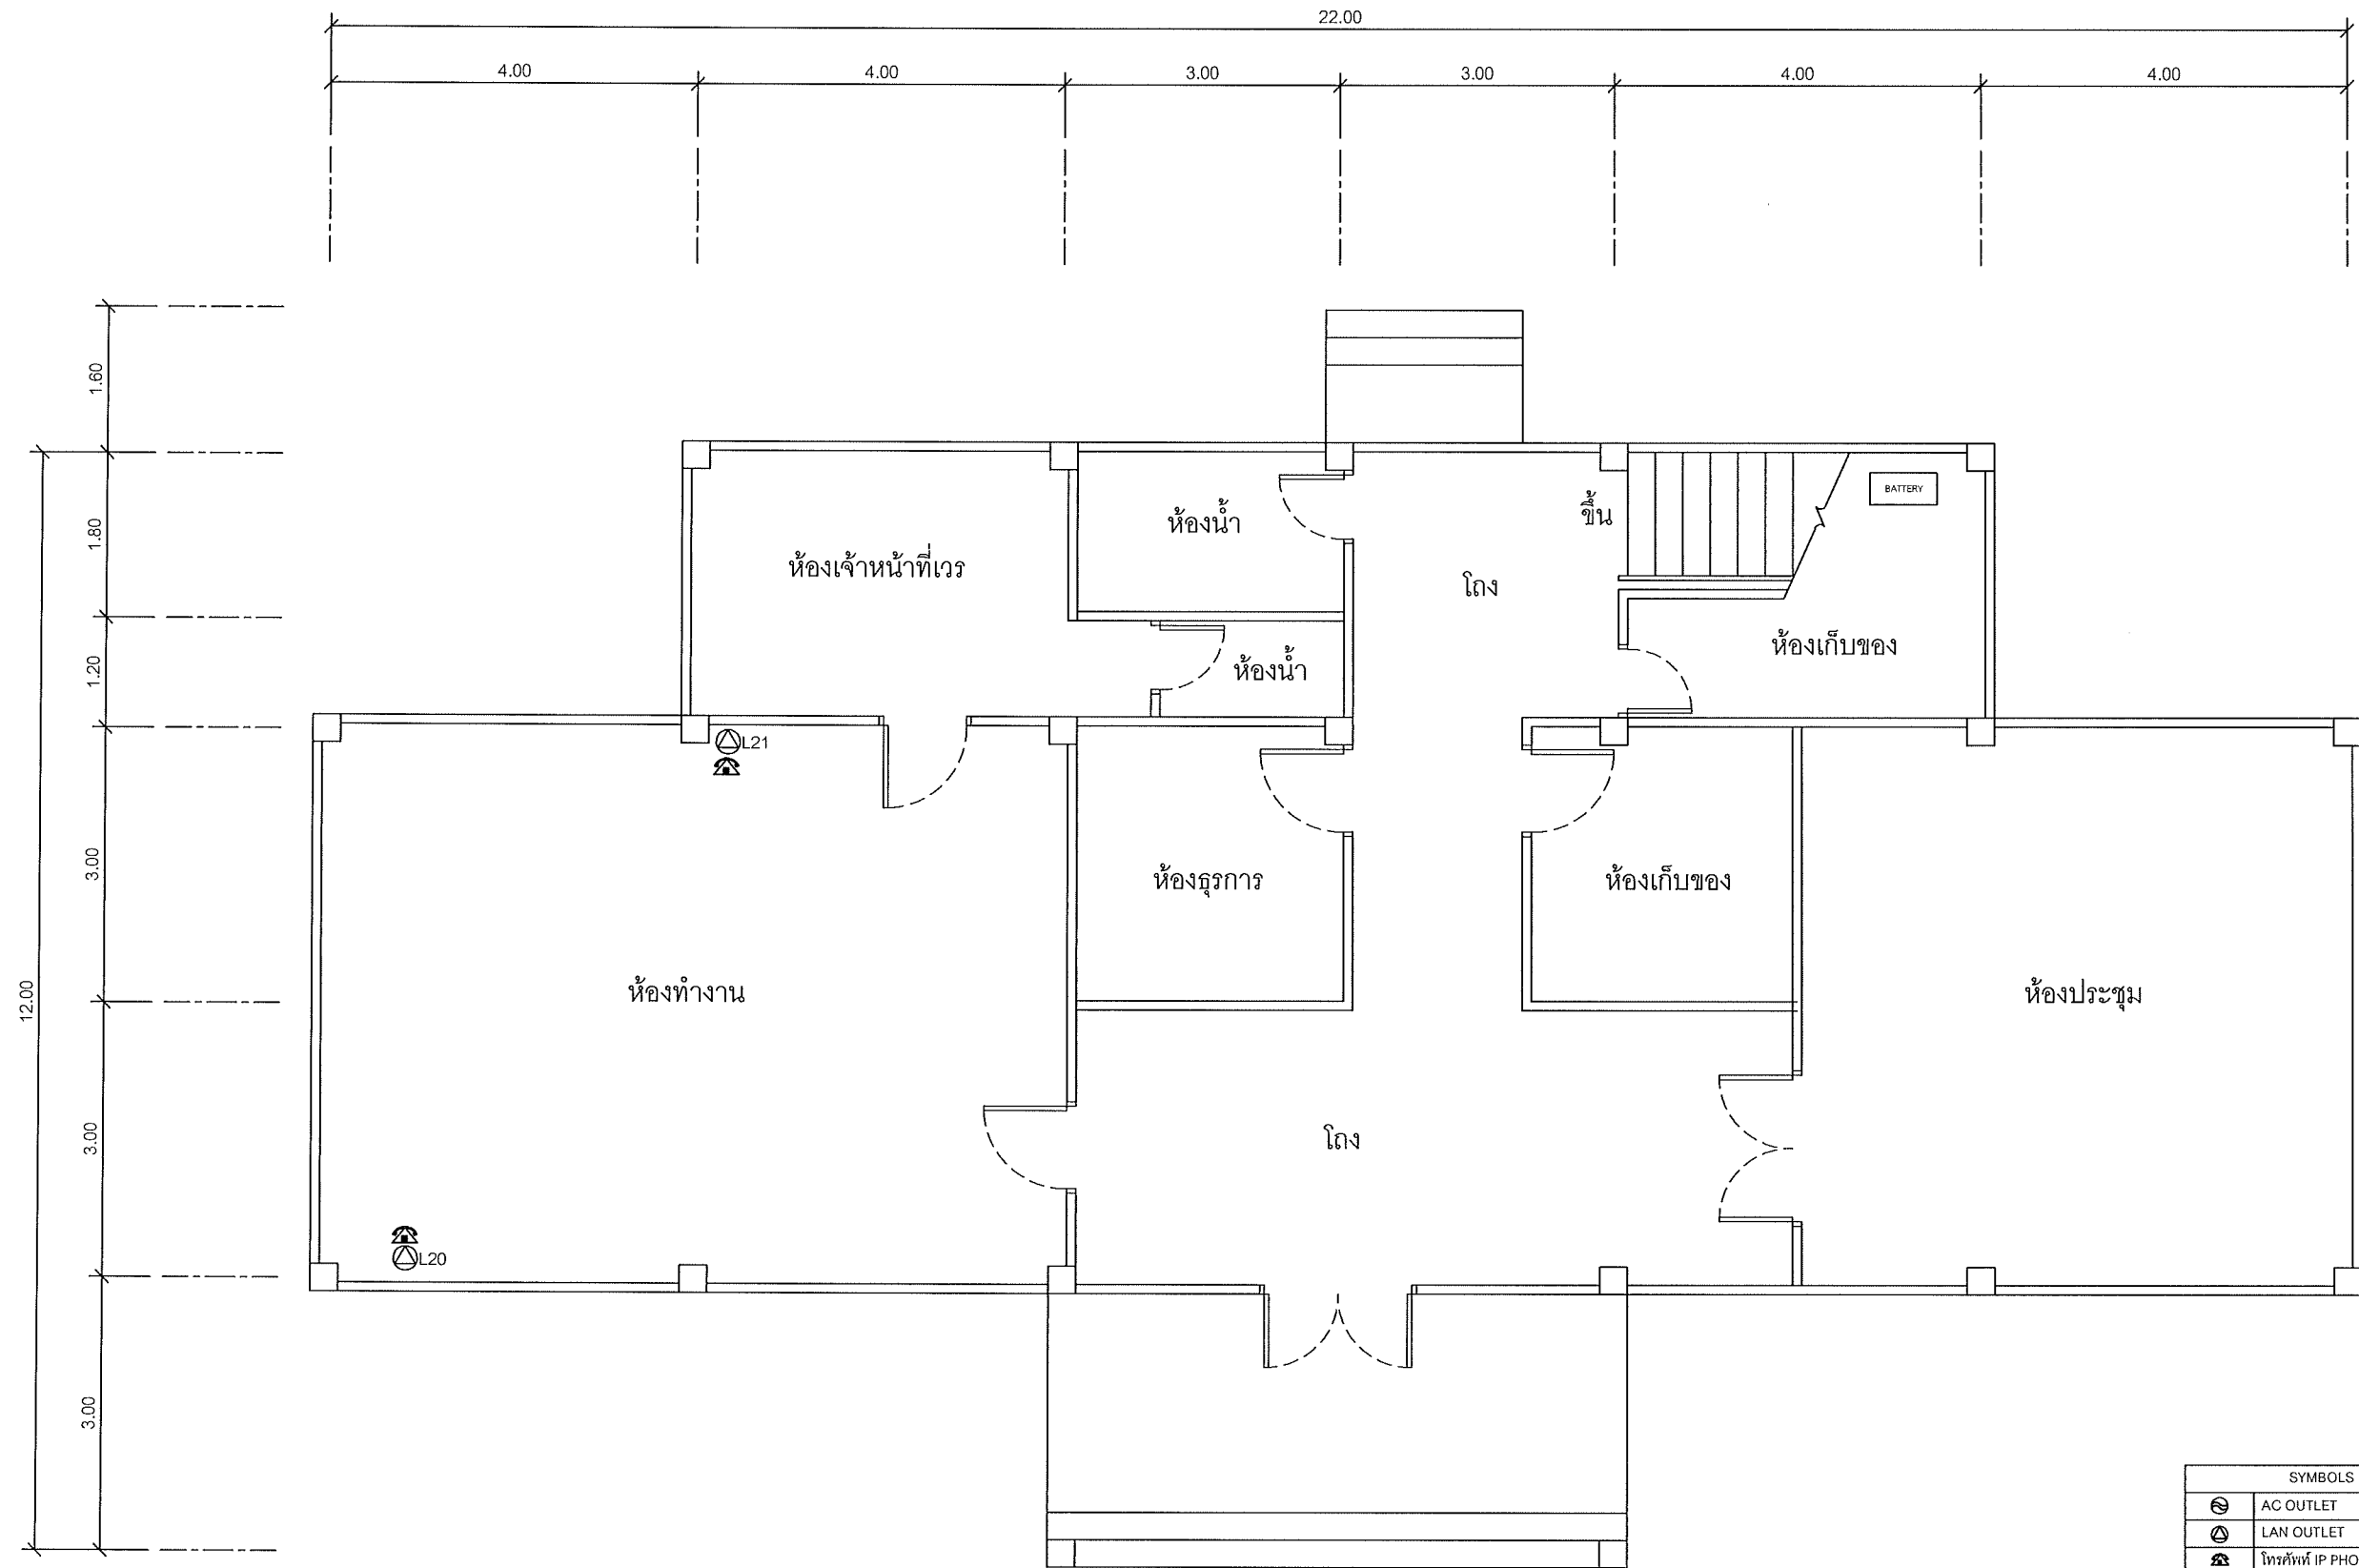 22.00
4.00 4.00 3.00 3.00 4.00 4.00
1.60
1.80
1.20
3.00
3.00
3.00
12.00
BATTERY
ขึ้น
ห้องน้ำ
ห้องเจ้าหน้าที่เวร
โถง
ห้องเก็บของ
ห้องน้ำ
L21
ห้องธุรการ
ห้องเก็บของ
ห้องทำงาน
ห้องประชุม
โถง
L20
SYMBOLS
AC OUTLET
LAN OUTLET
โทรศัพท์ IP PHO